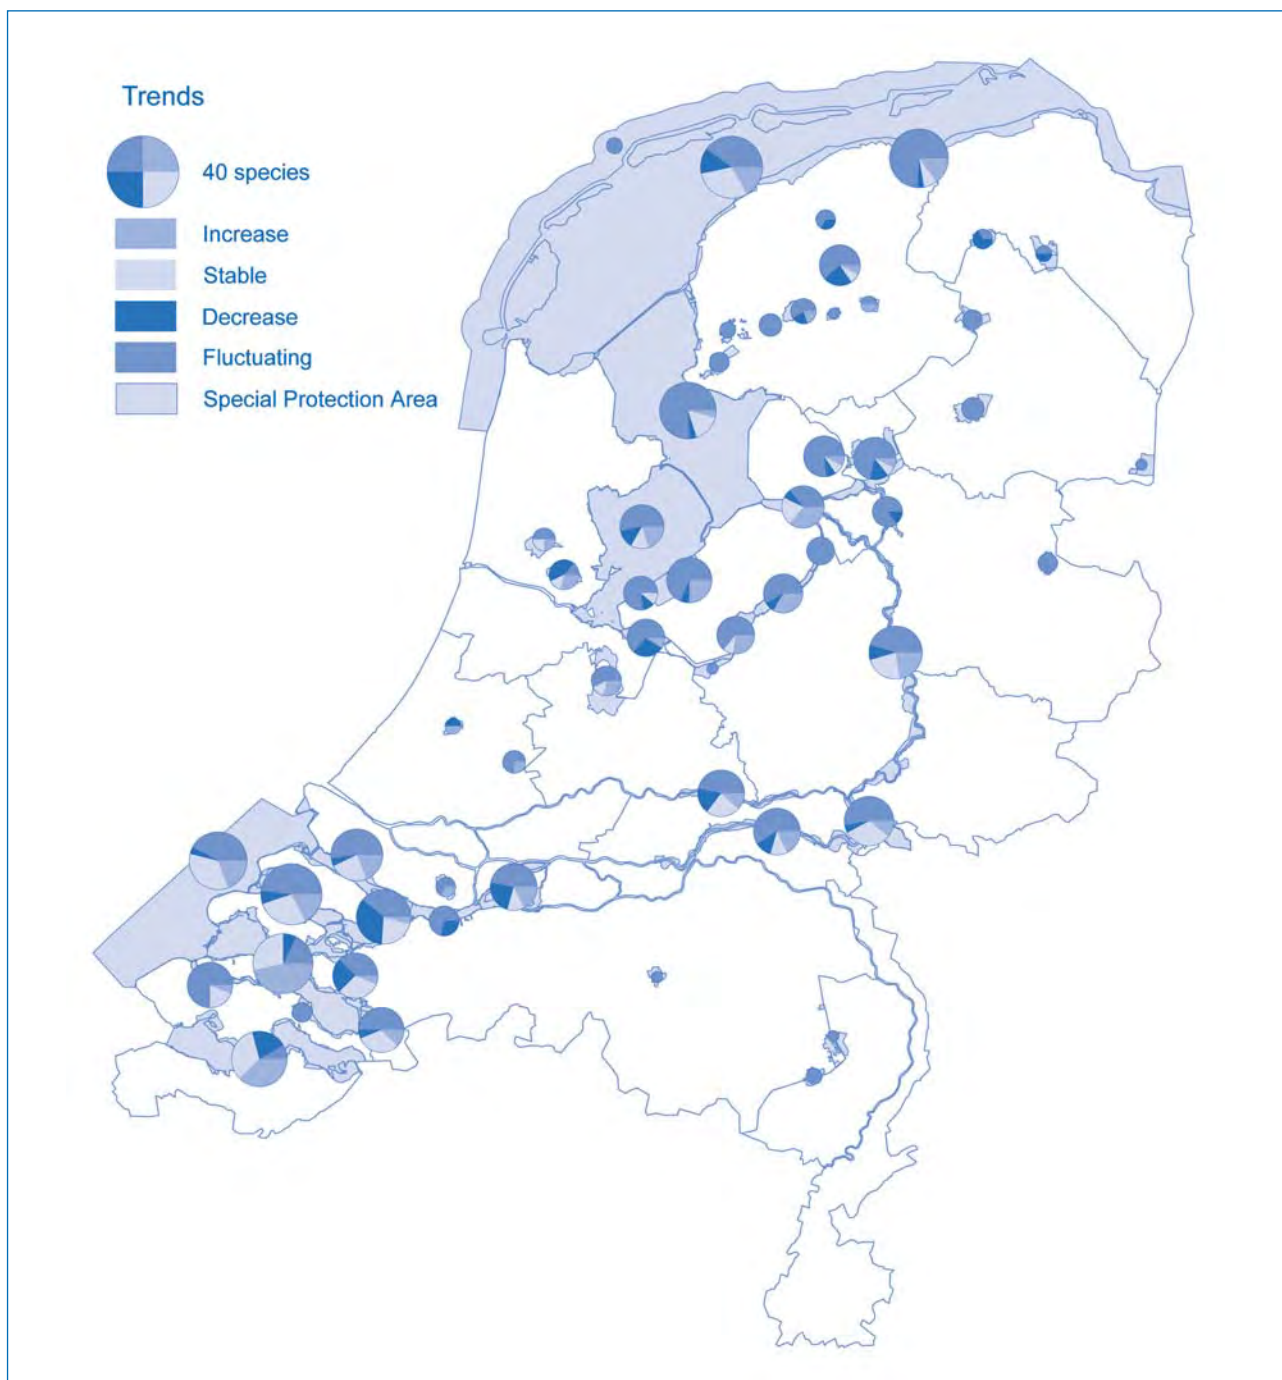 Trends
40 species
Increase
Stable
Decrease
Fluctuating
Special Protection Area